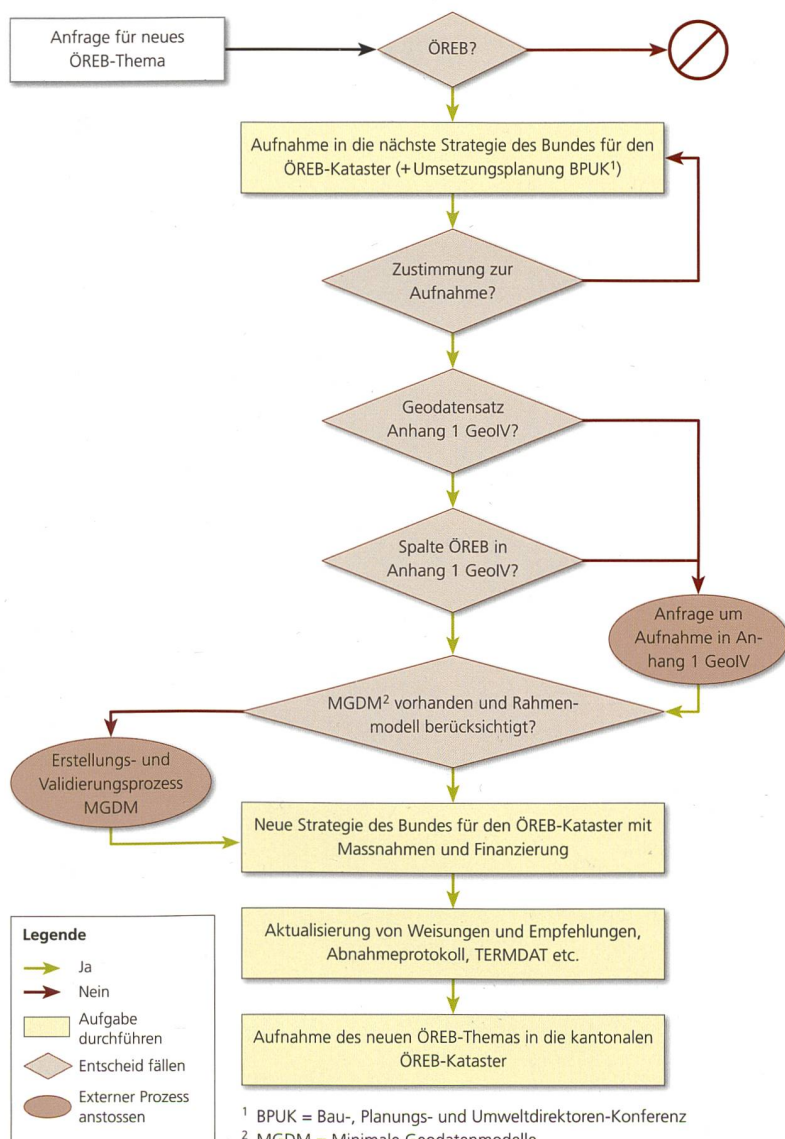 Anfrage für neues
ÖREB-Thema
ÖREB?
Aufnahme in die nächste Strategie des Bundes für den
ÖREB-Kataster (+ Umsetzungsplanung BPUK¹)
Zustimmung zur
Aufnahme?
Geodatensatz
Anhang 1 GeoIV?
Spalte ÖREB in
Anhang 1 GeoIV?
Anfrage um
Aufnahme in An-
hang 1 GeoIV
MGDM² vorhanden und Rahmen-
modell berücksichtigt?
Erstellungs- und
Validierungsprozess
MGDM
Neue Strategie des Bundes für den ÖREB-Kataster mit
Massnahmen und Finanzierung
Aktualisierung von Weisungen und Empfehlungen,
Abnahmeprotokoll, TERMDAT etc.
Aufnahme des neuen ÖREB-Themas in die kantonalen
ÖREB-Kataster
Legende
Ja
Nein
Aufgabe
durchführen
Entscheid fällen
Externer Prozess
anstossen
¹ BPUK = Bau-, Planungs- und Umweltdirektoren-Konferenz
² MGDM = Minimale Geodatenmodelle